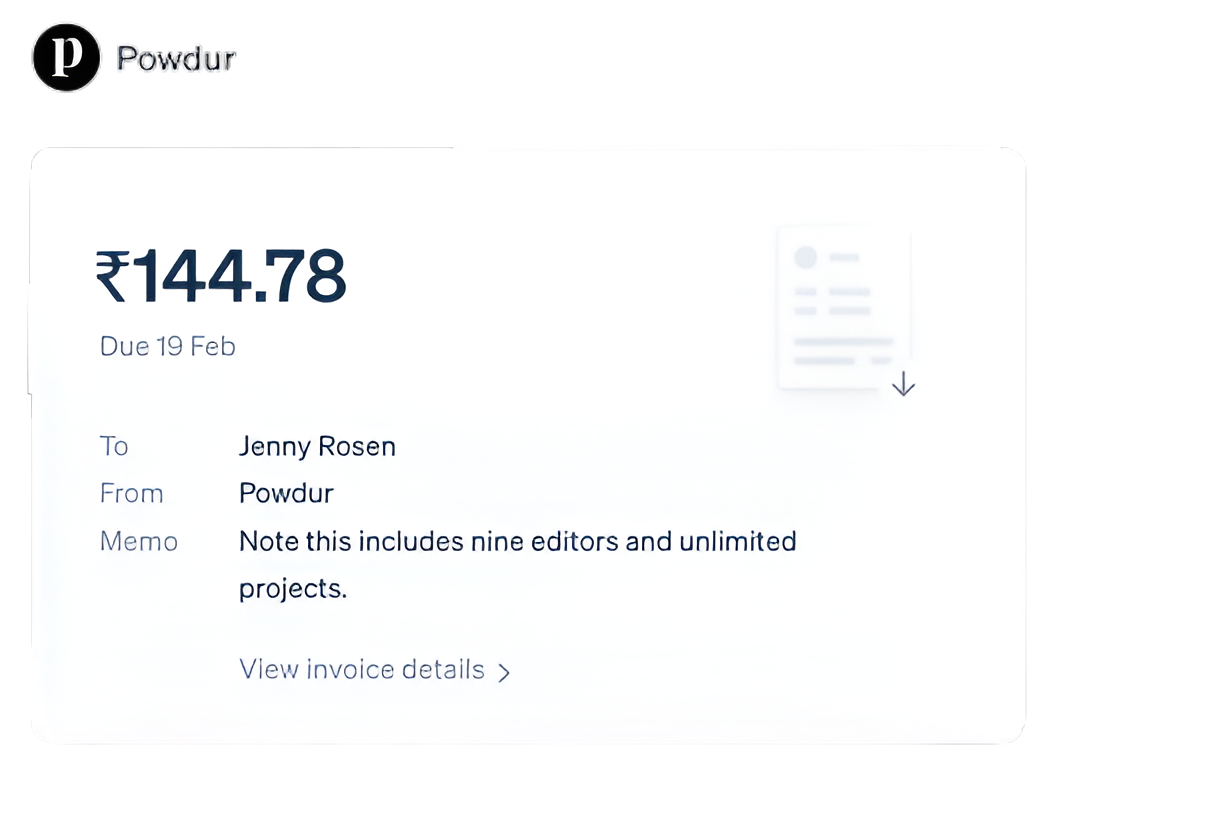 p
Powdur
₹144.78
Due 19 Feb
To Jenny Rosen
From Powdur
Memo Note this includes nine editors and unlimited
projects.
View invoice details >